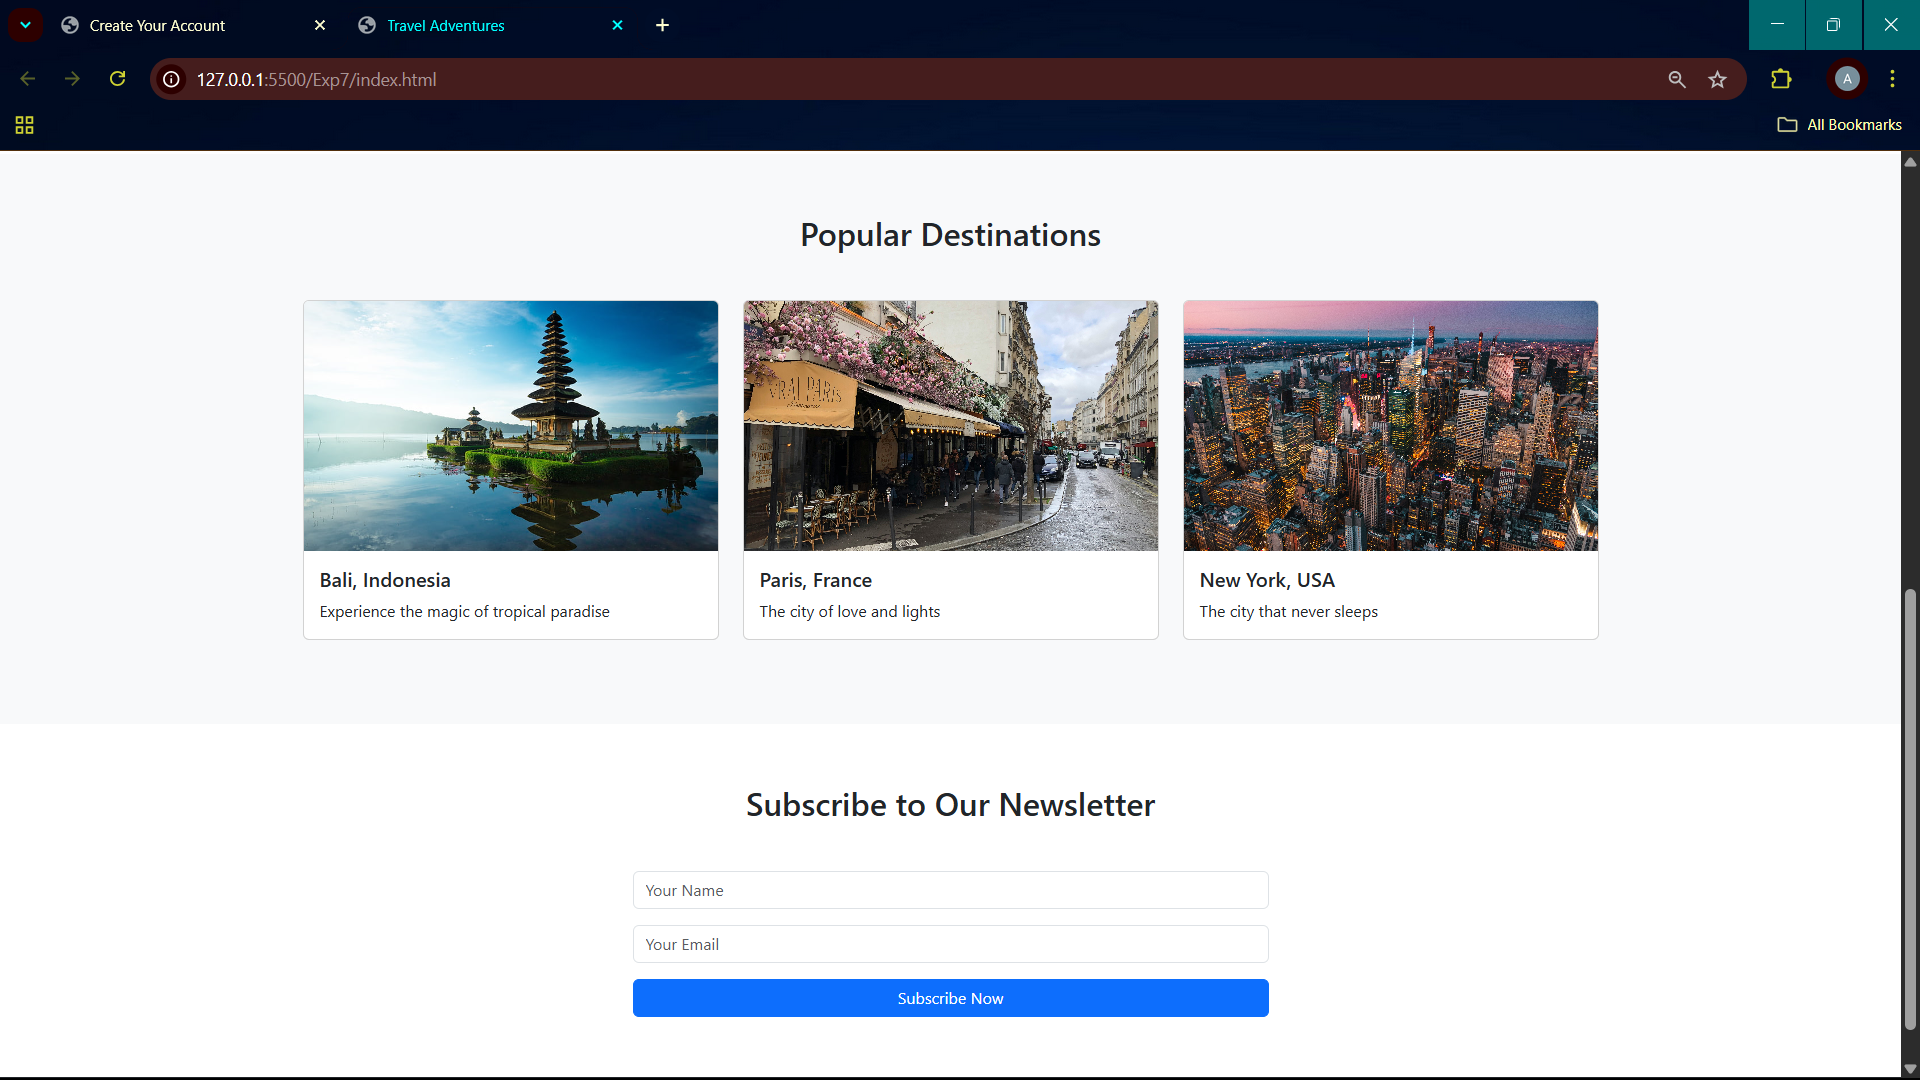 Create Your Account
Travel Adventures
127.0.0.1:5500/Exp7/index.html
A
All Bookmarks
Popular Destinations
VRAI PARIS
Bali, Indonesia
Experience the magic of tropical paradise
Paris, France
The city of love and lights
New York, USA
The city that never sleeps
Subscribe to Our Newsletter
Your Name
Your Email
Subscribe Now